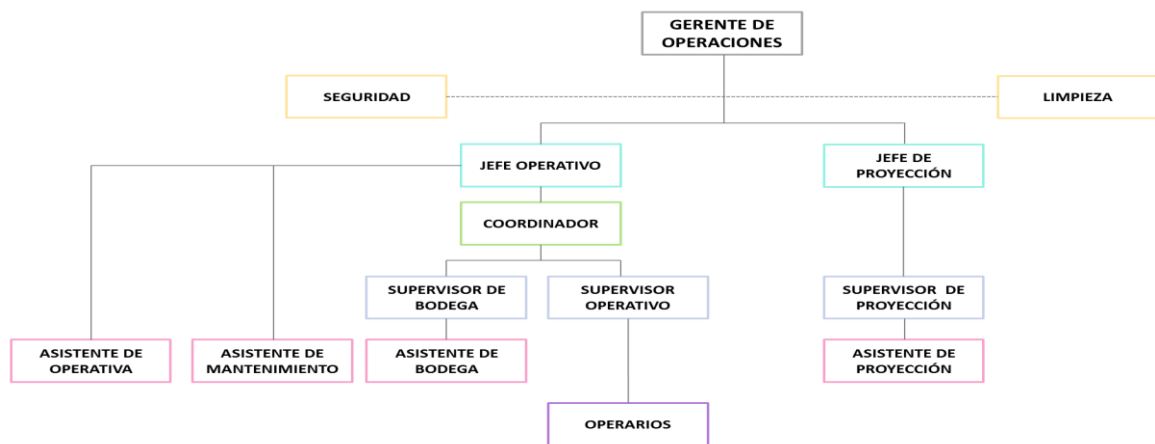 GERENTE DE
OPERACIONES
SEGURIDAD
LIMPIEZA
JEFE OPERATIVO
JEFE DE
PROYECCIÓN
COORDINADOR
SUPERVISOR DE
BODEGA
SUPERVISOR
OPERATIVO
SUPERVISOR DE
PROYECCIÓN
ASISTENTE DE
OPERATIVA
ASISTENTE DE
MANTENIMIENTO
ASISTENTE DE
BODEGA
ASISTENTE DE
PROYECCIÓN
OPERARIOS